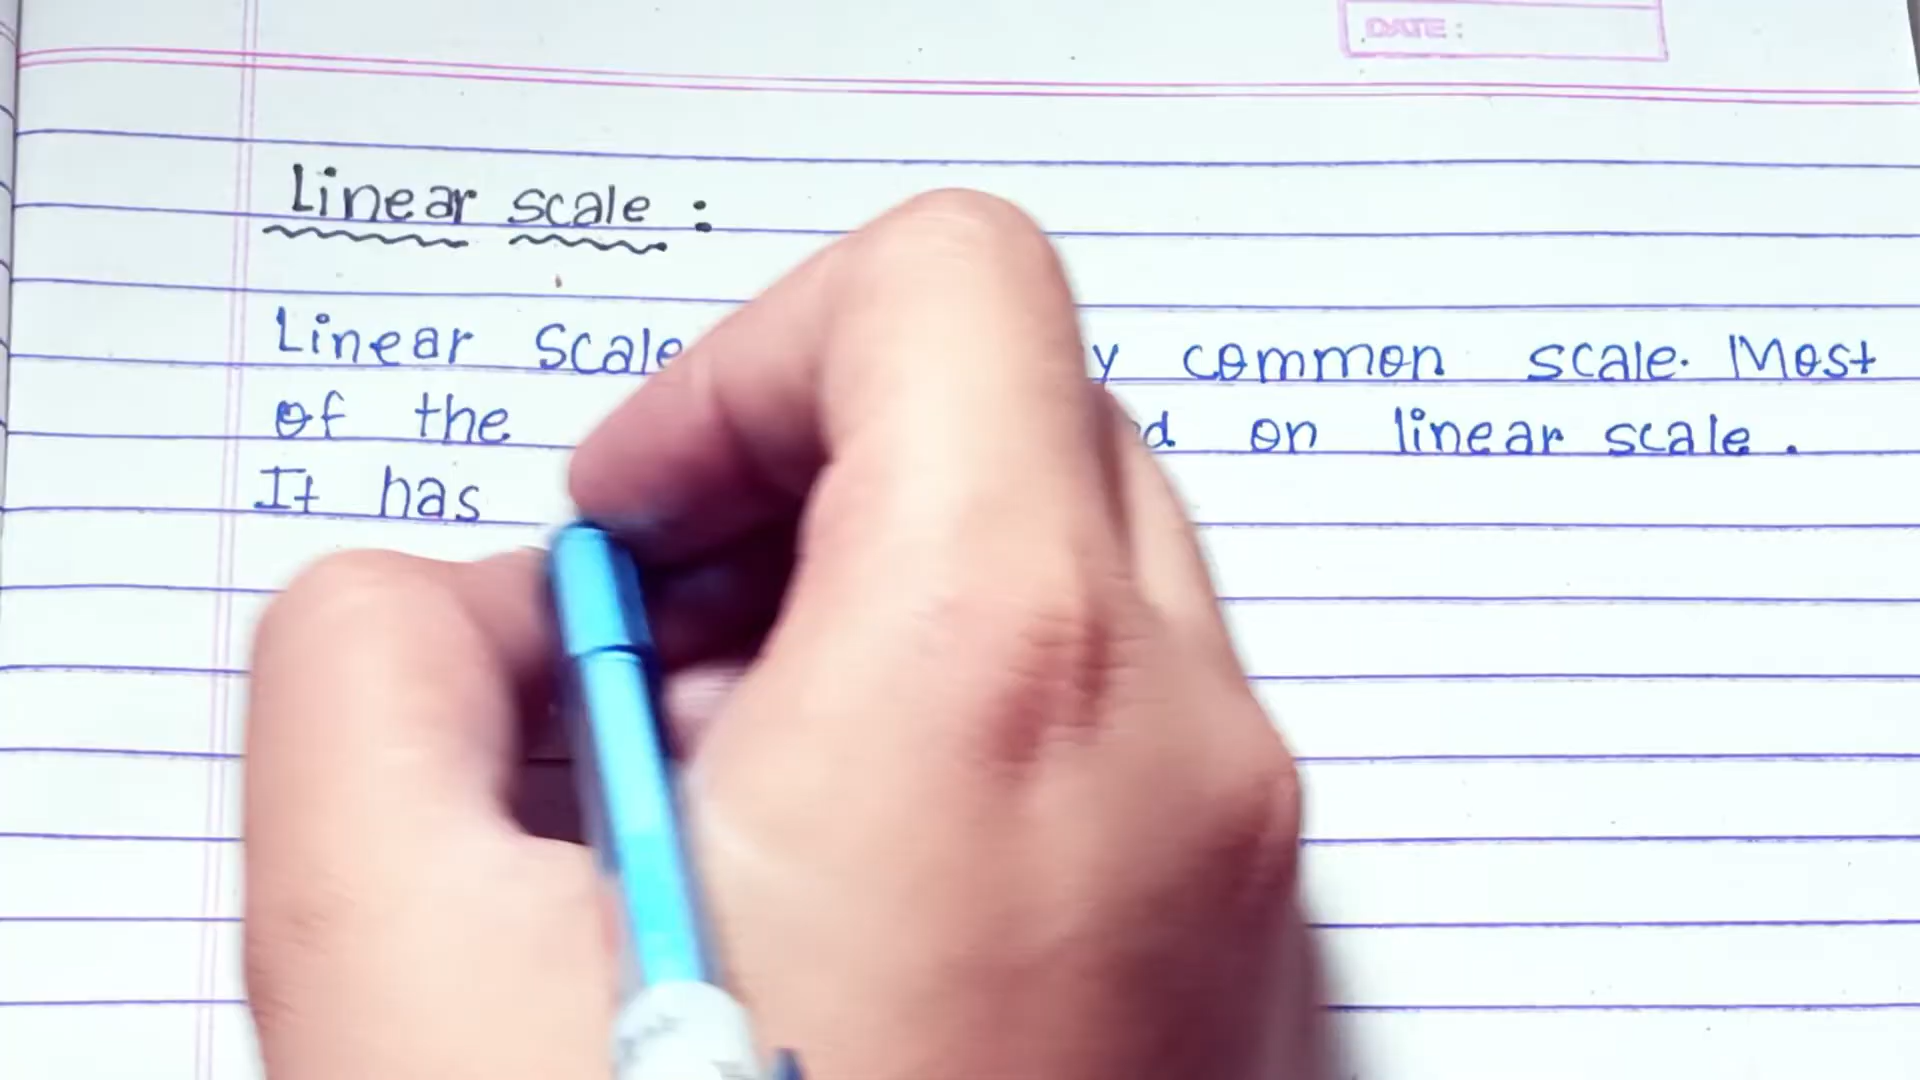 DATE :
Linear scale :
Linear Scale common scale. Most
of the on linear scale .
It has